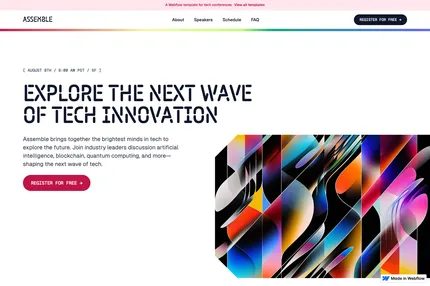 A Webflow template for tech conferences View all templates
ASSEMBLE
About Speakers Schedule FAQ
REGISTER FOR FREE →
[ AUGUST 8TH / 9:00 AM PST / SF ]
EXPLORE THE NEXT WAVE
OF TECH INNOVATION
Assemble brings together the brightest minds in tech to
explore the future. Join industry leaders discussion artificial
intelligence, blockchain, quantum computing, and more—
shaping the next wave of tech.
REGISTER FOR FREE →
Made in Webflow